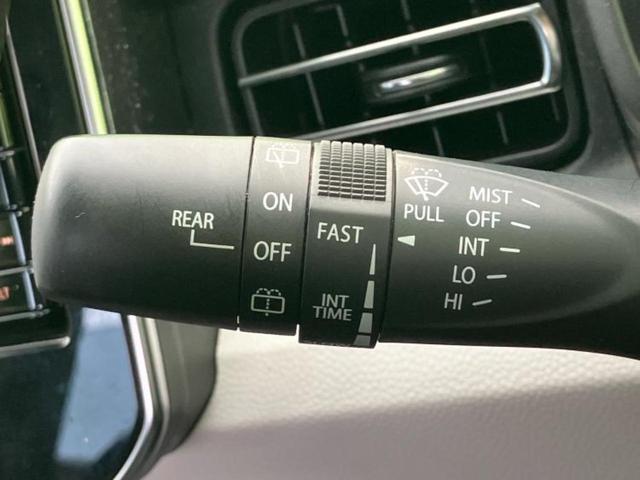 REAR
ON
OFF
FAST
INT
TIME
PULL
MIST
OFF
INT
LO
HI